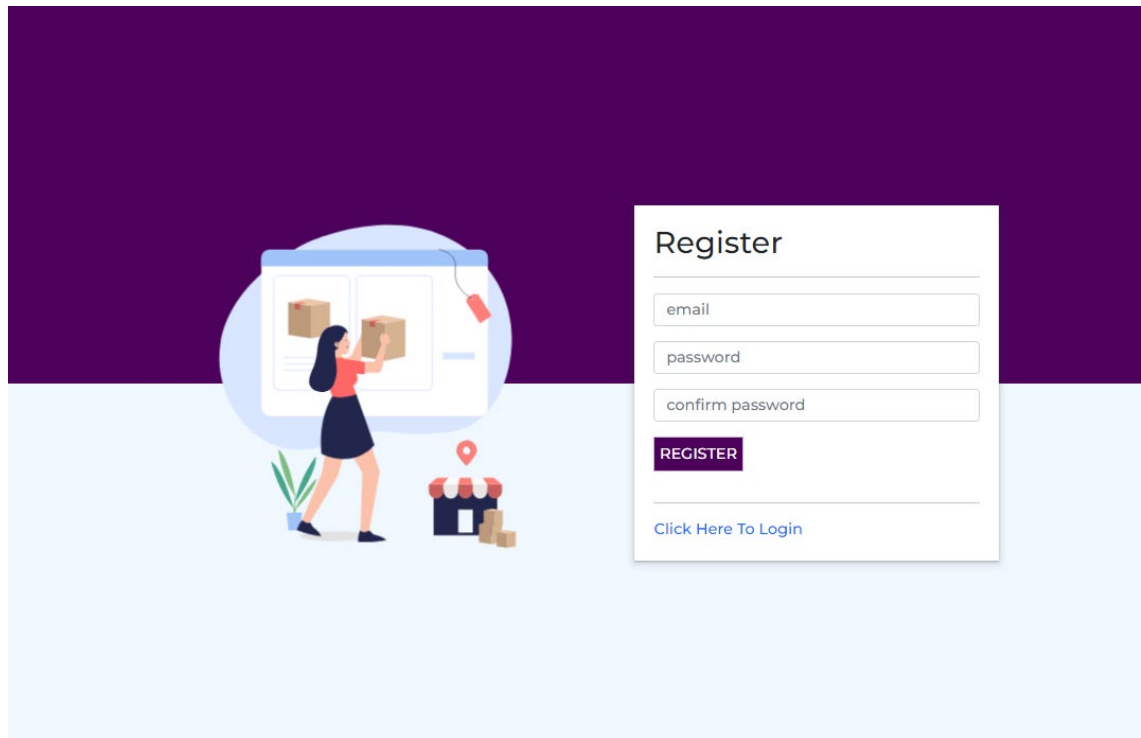 Register
email
password
confirm password
REGISTER
Click Here To Login